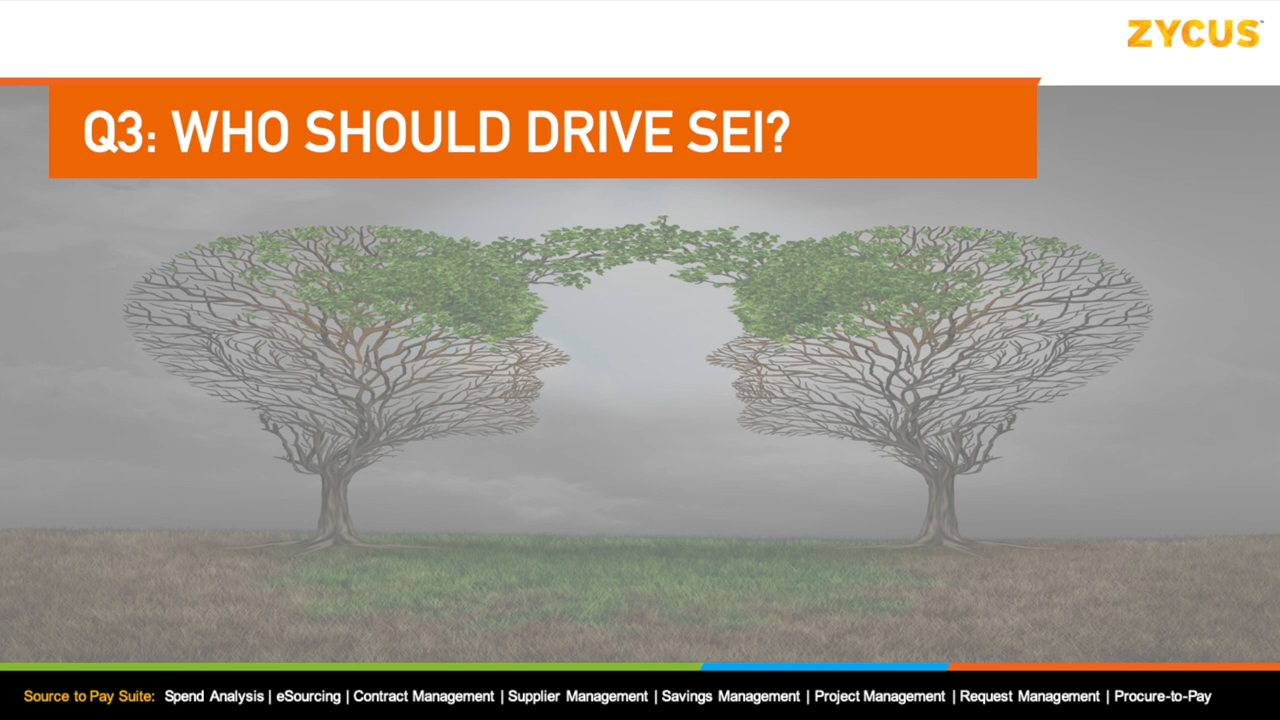 ZYCUS™
Q3: WHO SHOULD DRIVE SEI?
Source to Pay Suite: Spend Analysis | eSourcing | Contract Management | Supplier Management | Savings Management | Project Management | Request Management | Procure-to-Pay